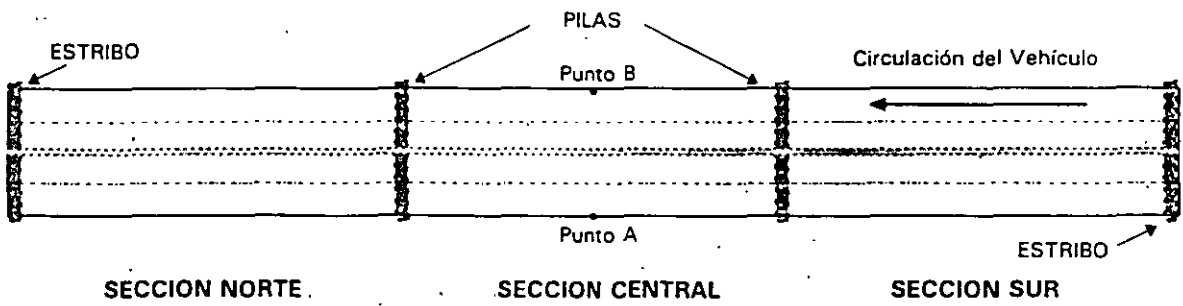 PILAS
ESTRIBO
Circulación del Vehículo
Punto B
Punto A
ESTRIBO
SECCION NORTE
SECCION CENTRAL
SECCION SUR